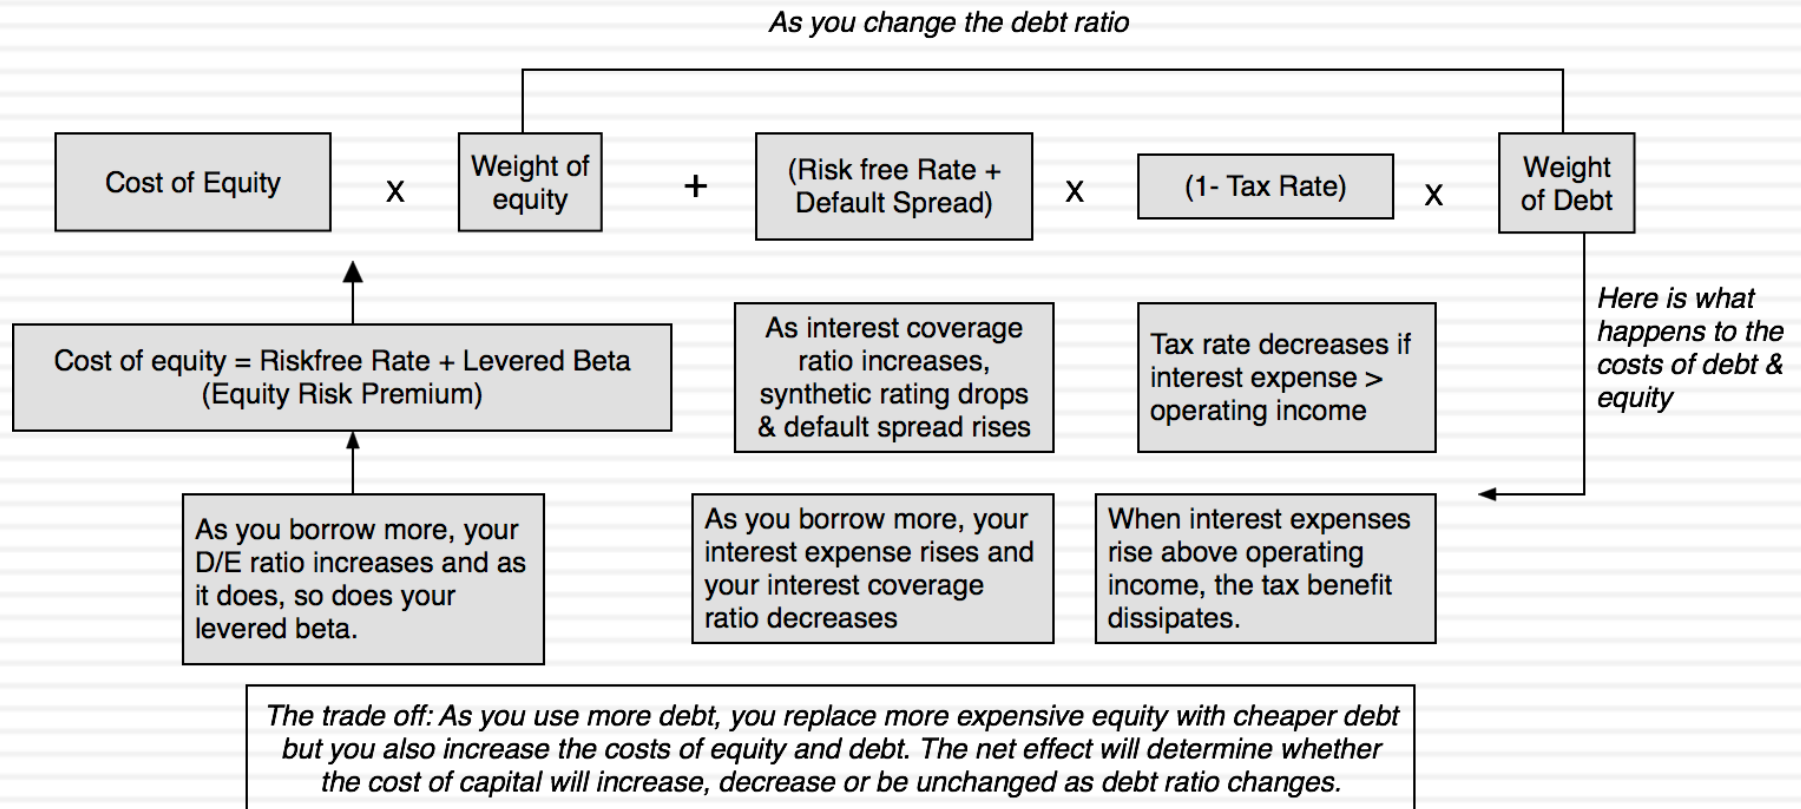 As you change the debt ratio
Cost of Equity
x
Weight of
equity
+
(Risk free Rate +
Default Spread)
x
(1- Tax Rate)
x
Weight
of Debt
Here is what
happens to the
costs of debt &
equity
Cost of equity = Riskfree Rate + Levered Beta
(Equity Risk Premium)
As interest coverage
ratio increases,
synthetic rating drops
& default spread rises
Tax rate decreases if
interest expense >
operating income
As you borrow more, your
D/E ratio increases and as
it does, so does your
levered beta.
As you borrow more, your
interest expense rises and
your interest coverage
ratio decreases
When interest expenses
rise above operating
income, the tax benefit
dissipates.
The trade off: As you use more debt, you replace more expensive equity with cheaper debt
but you also increase the costs of equity and debt. The net effect will determine whether
the cost of capital will increase, decrease or be unchanged as debt ratio changes.